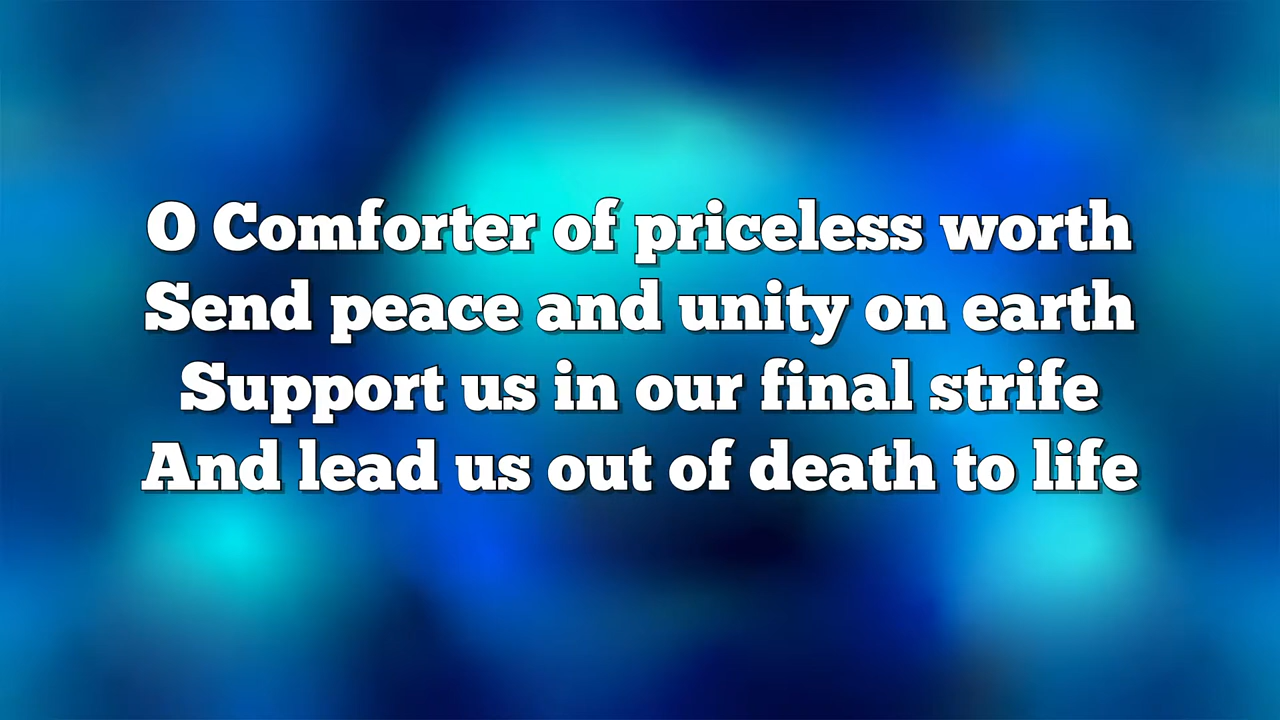 O Comforter of priceless worth
Send peace and unity on earth
Support us in our final strife
And lead us out of death to life